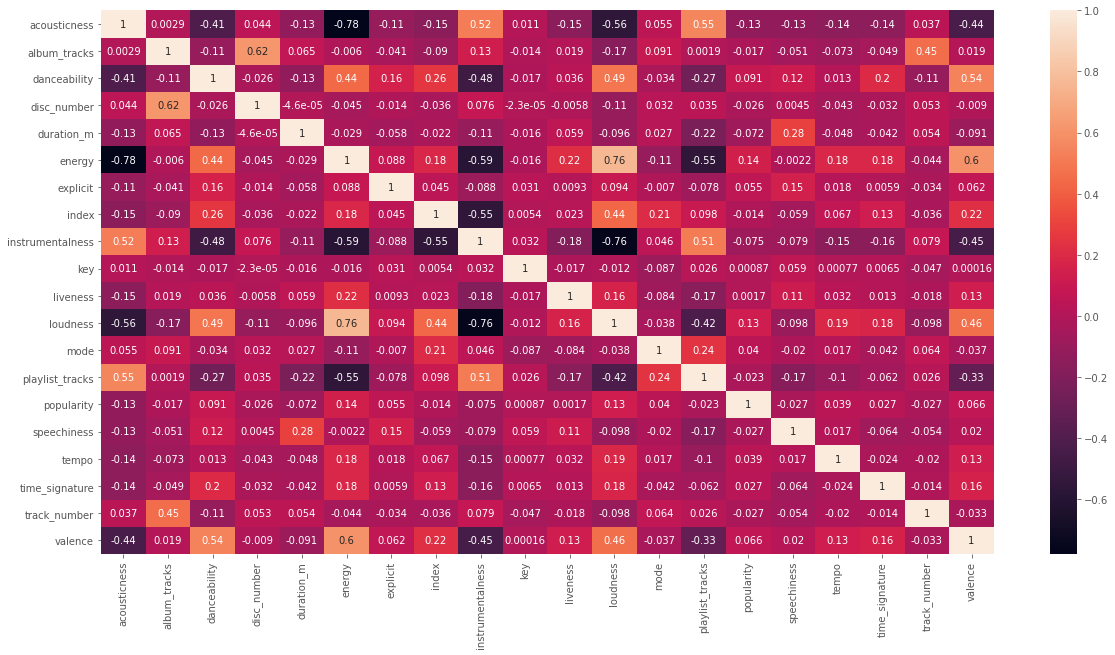 acousticness 1 0.0029 -0.41 0.044 -0.13 -0.78 -0.11 -0.15 0.52 0.011 -0.15 -0.56 0.055 0.55 -0.13 -0.13 -0.14 -0.14 0.037 -0.44
album_tracks 0.0029 1 -0.11 0.62 0.065 -0.006 -0.041 -0.09 0.13 -0.014 0.019 -0.17 0.091 0.0019 -0.017 -0.051 -0.073 -0.049 0.45 0.019
danceability -0.41 -0.11 1 -0.026 -0.13 0.44 0.16 0.26 -0.48 -0.017 0.036 0.49 -0.034 -0.27 0.091 0.12 0.013 0.2 -0.11 0.54
disc_number 0.044 0.62 -0.026 1 -4.6e-05 -0.045 -0.014 -0.036 0.076 -2.3e-05 -0.0058 -0.11 0.032 0.035 -0.026 0.0045 -0.043 -0.032 0.053 -0.009
duration_m -0.13 0.065 -0.13 -4.6e-05 1 -0.029 -0.058 -0.022 -0.11 -0.016 0.059 -0.096 0.027 -0.22 -0.072 0.28 -0.048 -0.042 0.054 -0.091
energy -0.78 -0.006 0.44 -0.045 -0.029 1 0.088 0.18 -0.59 -0.016 0.22 0.76 -0.11 -0.55 0.14 -0.0022 0.18 0.18 -0.044 0.6
explicit -0.11 -0.041 0.16 -0.014 -0.058 0.088 1 0.045 -0.088 0.031 0.0093 0.094 -0.007 -0.078 0.055 0.15 0.018 0.0059 -0.034 0.062
index -0.15 -0.09 0.26 -0.036 -0.022 0.18 0.045 1 -0.55 0.0054 0.023 0.44 0.21 0.098 -0.014 -0.059 0.067 0.13 -0.036 0.22
instrumentalness 0.52 0.13 -0.48 0.076 -0.11 -0.59 -0.088 -0.55 1 0.032 -0.18 -0.76 0.046 0.51 -0.075 -0.079 -0.15 -0.16 0.079 -0.45
key 0.011 -0.014 -0.017 -2.3e-05 -0.016 -0.016 0.031 0.0054 0.032 1 -0.017 -0.012 -0.087 0.026 0.00087 0.059 0.00077 0.0065 -0.047 0.00016
liveness -0.15 0.019 0.036 -0.0058 0.059 0.22 0.0093 0.023 -0.18 -0.017 1 0.16 -0.084 -0.17 0.0017 0.11 0.032 0.013 -0.018 0.13
loudness -0.56 -0.17 0.49 -0.11 -0.096 0.76 0.094 0.44 -0.76 -0.012 0.16 1 -0.038 -0.42 0.13 -0.098 0.19 0.18 -0.098 0.46
mode 0.055 0.091 -0.034 0.032 0.027 -0.11 -0.007 0.21 0.046 -0.087 -0.084 -0.038 1 0.24 0.04 -0.02 0.017 -0.042 0.064 -0.037
playlist_tracks 0.55 0.0019 -0.27 0.035 -0.22 -0.55 -0.078 0.098 0.51 0.026 -0.17 -0.42 0.24 1 -0.023 -0.17 -0.1 -0.062 0.026 -0.33
popularity -0.13 -0.017 0.091 -0.026 -0.072 0.14 0.055 -0.014 -0.075 0.00087 0.0017 0.13 0.04 -0.023 1 -0.027 0.039 0.027 -0.027 0.066
speechiness -0.13 -0.051 0.12 0.0045 0.28 -0.0022 0.15 -0.059 -0.079 0.059 0.11 -0.098 -0.02 -0.17 -0.027 1 0.017 -0.064 -0.054 0.02
tempo -0.14 -0.073 0.013 -0.043 -0.048 0.18 0.018 0.067 -0.15 0.00077 0.032 0.19 0.017 -0.1 0.039 0.017 1 -0.024 -0.02 0.13
time_signature -0.14 -0.049 0.2 -0.032 -0.042 0.18 0.0059 0.13 -0.16 0.0065 0.013 0.18 -0.042 -0.062 0.027 -0.064 -0.024 1 -0.014 0.16
track_number 0.037 0.45 -0.11 0.053 0.054 -0.044 -0.034 -0.036 0.079 -0.047 -0.018 -0.098 0.064 0.026 -0.027 -0.054 -0.02 -0.014 1 -0.033
valence -0.44 0.019 0.54 -0.009 -0.091 0.6 0.062 0.22 -0.45 0.00016 0.13 0.46 -0.037 -0.33 0.066 0.02 0.13 0.16 -0.033 1
acousticness
album_tracks
danceability
disc_number
duration_m
energy
explicit
index
instrumentalness
key
liveness
loudness
mode
playlist_tracks
popularity
speechiness
tempo
time_signature
track_number
valence
1.0
0.8
0.6
0.4
0.2
0.0
−0.2
−0.4
−0.6